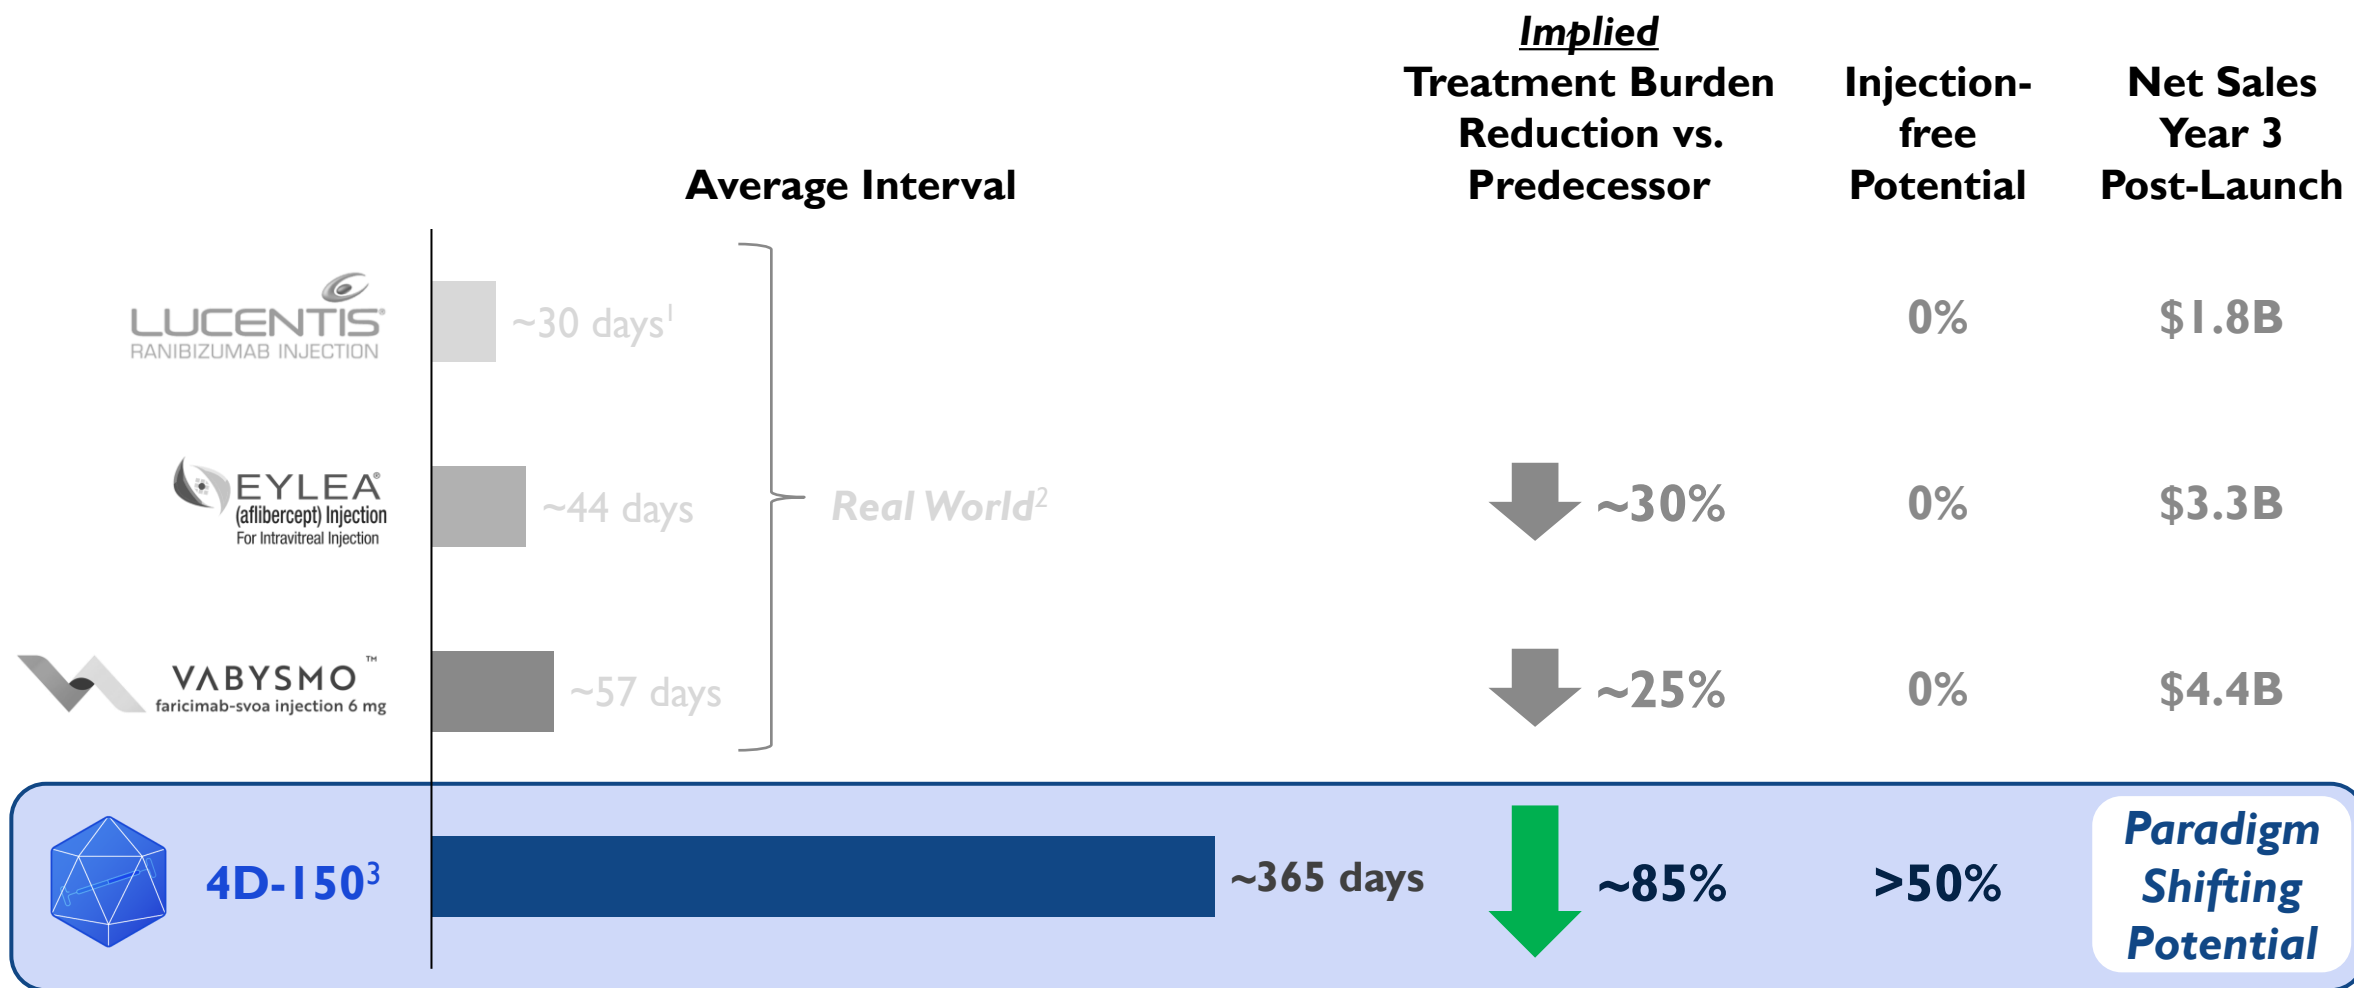 Implied
Treatment Burden
Reduction vs.
Predecessor
Injection-
free
Potential
Net Sales
Year 3
Post-Launch
Average Interval
LUCENTIS®
RANIBIZUMAB INJECTION
~30 days¹
0%
$1.8B
EYLEA®
(aflibercept) Injection
For Intravitreal Injection
~44 days
Real World²
~30%
0%
$3.3B
VABYSMO™
faricimab-svoa injection 6 mg
~57 days
~25%
0%
$4.4B
4D-150³
~365 days
~85%
>50%
Paradigm
Shifting
Potential